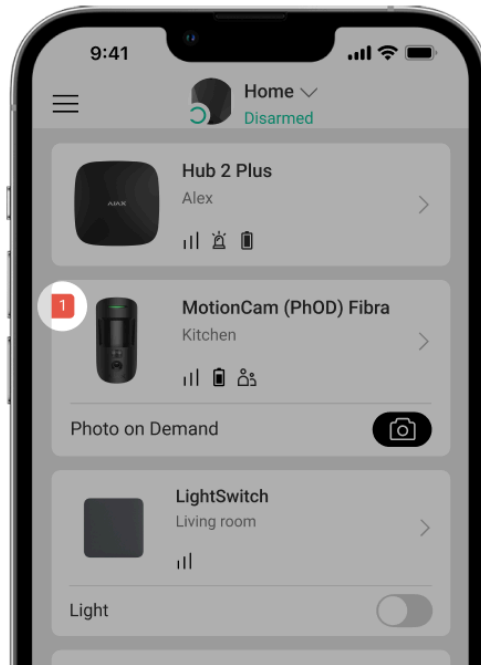 9:41
Home
Disarmed
Hub 2 Plus
Alex
AJAX
1
MotionCam (PhOD) Fibra
Kitchen
Photo on Demand
LightSwitch
Living room
Light